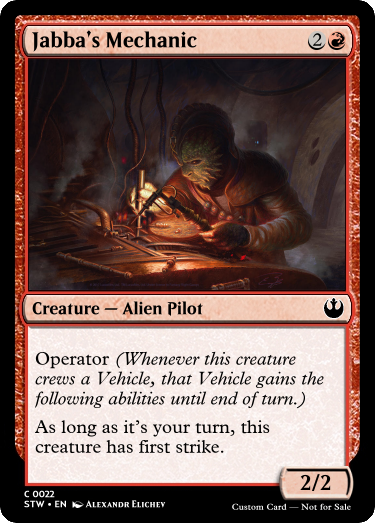 Jabba's Mechanic 2
Creature — Alien Pilot
Operator (Whenever this creature
crews a Vehicle, that Vehicle gains the
following abilities until end of turn.)
As long as it's your turn, this
creature has first strike.
2/2
C 0022
STW • EN Alexandr Elichev
Custom Card — Not for Sale